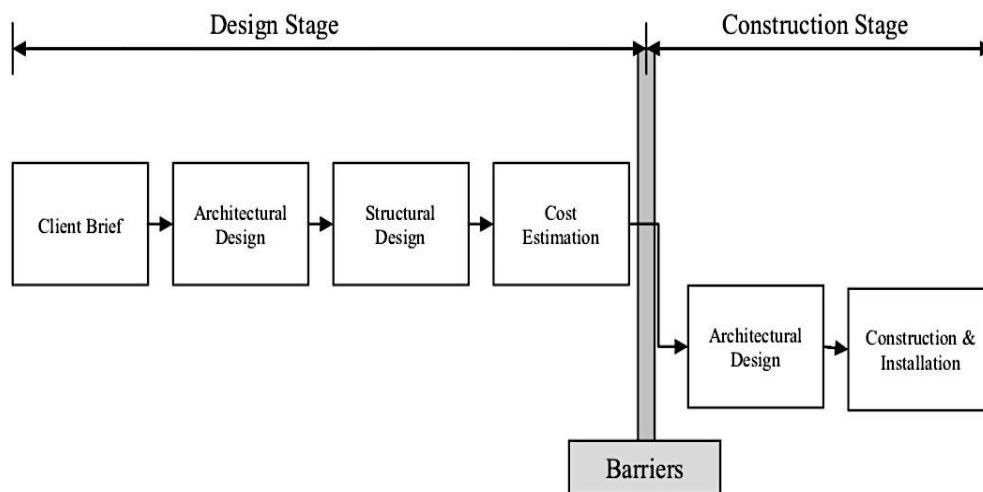 Design Stage
Construction Stage
Client Brief
Architectural
Design
Structural
Design
Cost
Estimation
Architectural
Design
Construction &
Installation
Barriers